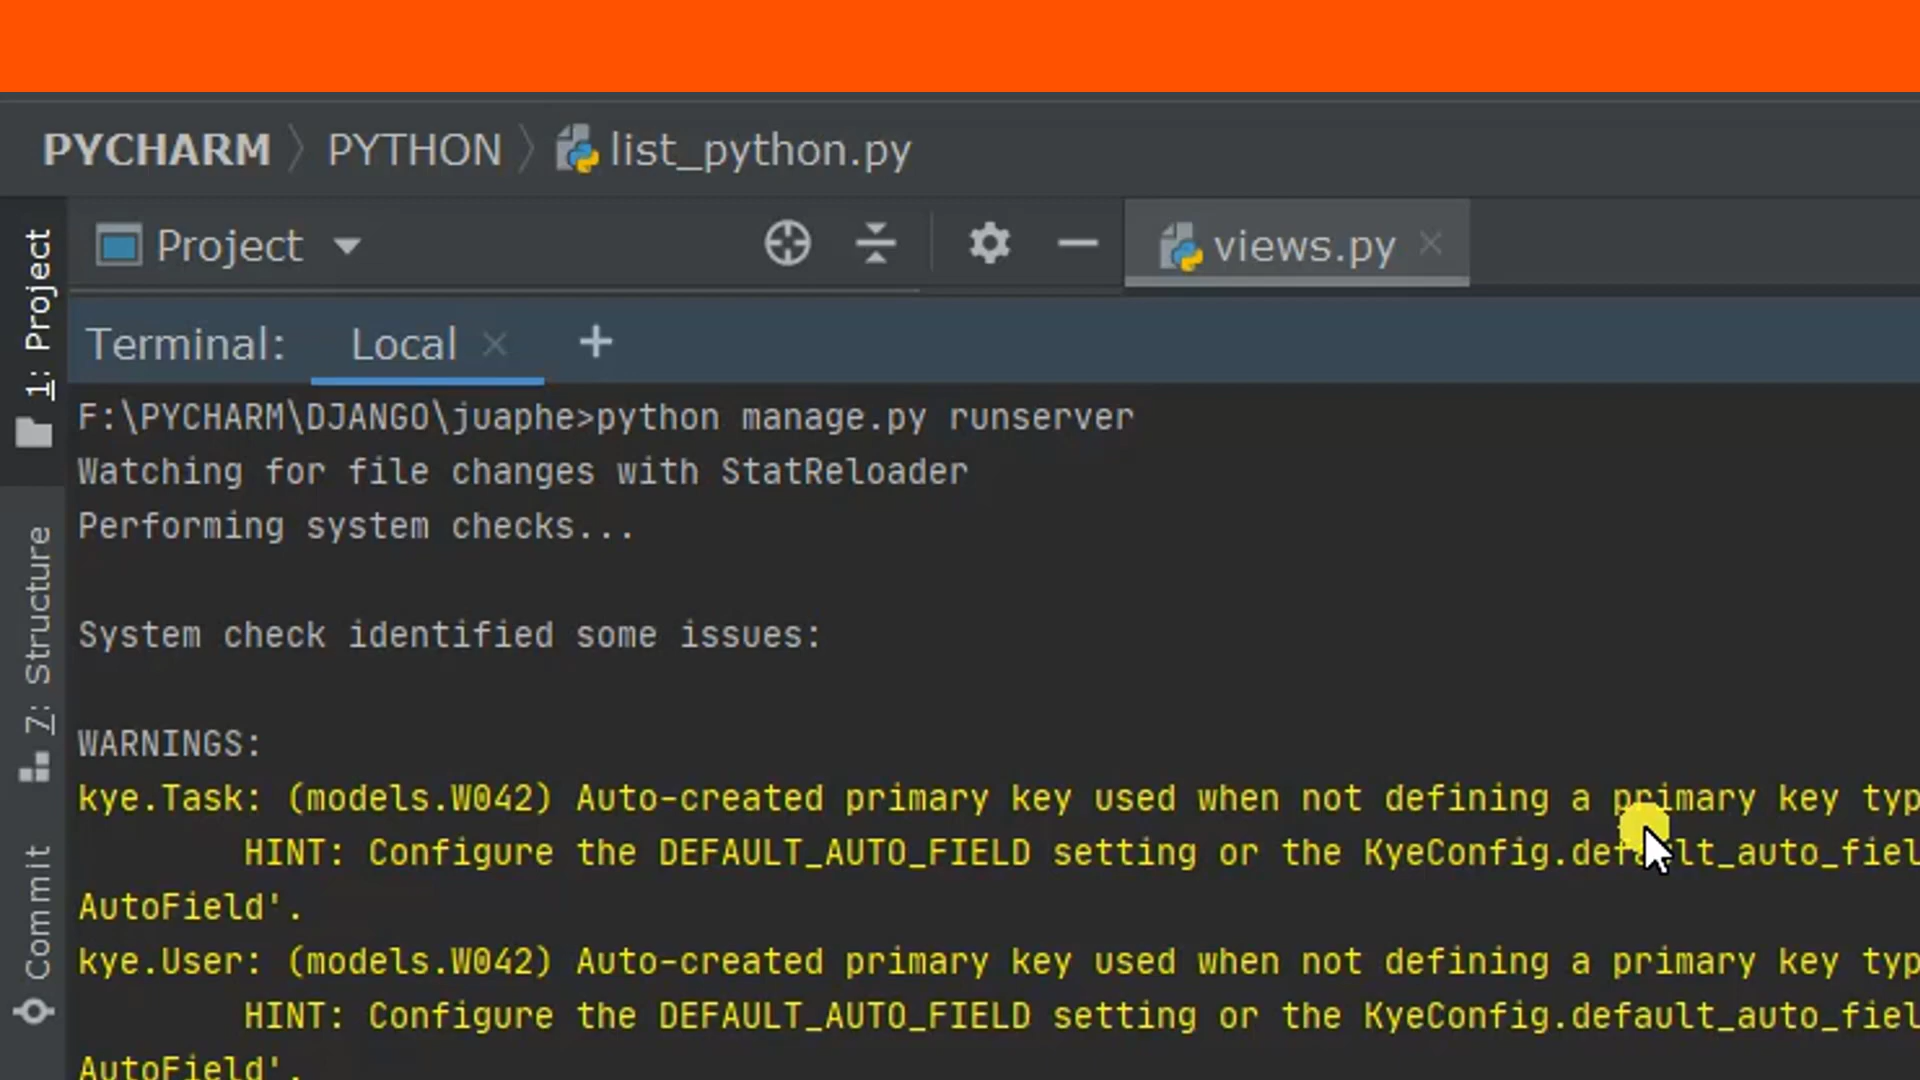 PYCHARM PYTHON list_python.py
1: Project
Project
views.py
Terminal: Local +
F:\PYCHARM\DJANGO\juaphe>python manage.py runserver
Watching for file changes with StatReloader
Performing system checks...
7: Structure
System check identified some issues:
WARNINGS:
kye.Task: (models.W042) Auto-created primary key used when not defining a primary key typ
HINT: Configure the DEFAULT_AUTO_FIELD setting or the KyeConfig.default_auto_fiel
Commit
AutoField'.
kye.User: (models.W042) Auto-created primary key used when not defining a primary key typ
HINT: Configure the DEFAULT_AUTO_FIELD setting or the KyeConfig.default_auto_fiel
AutoField'.